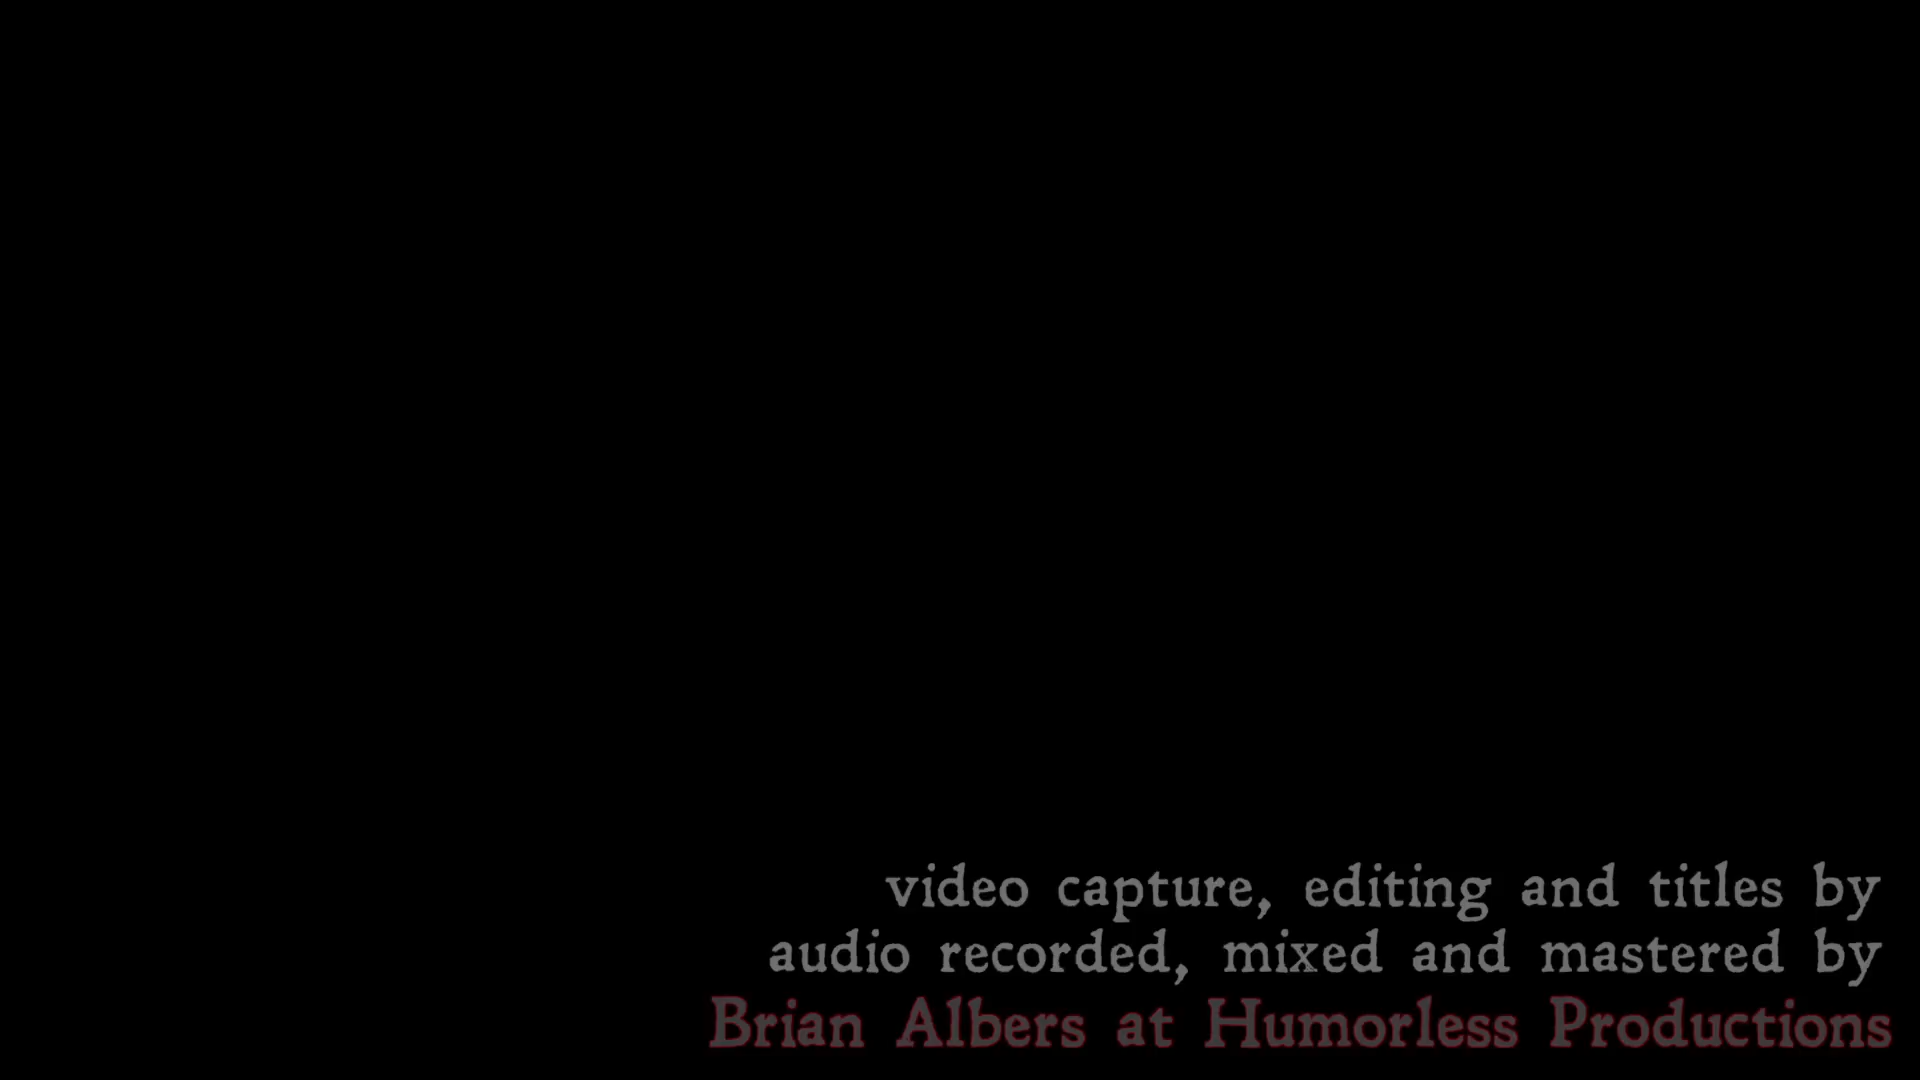 video capture, editing and titles by
audio recorded, mixed and mastered by
Brian Albers at Humorless Productions